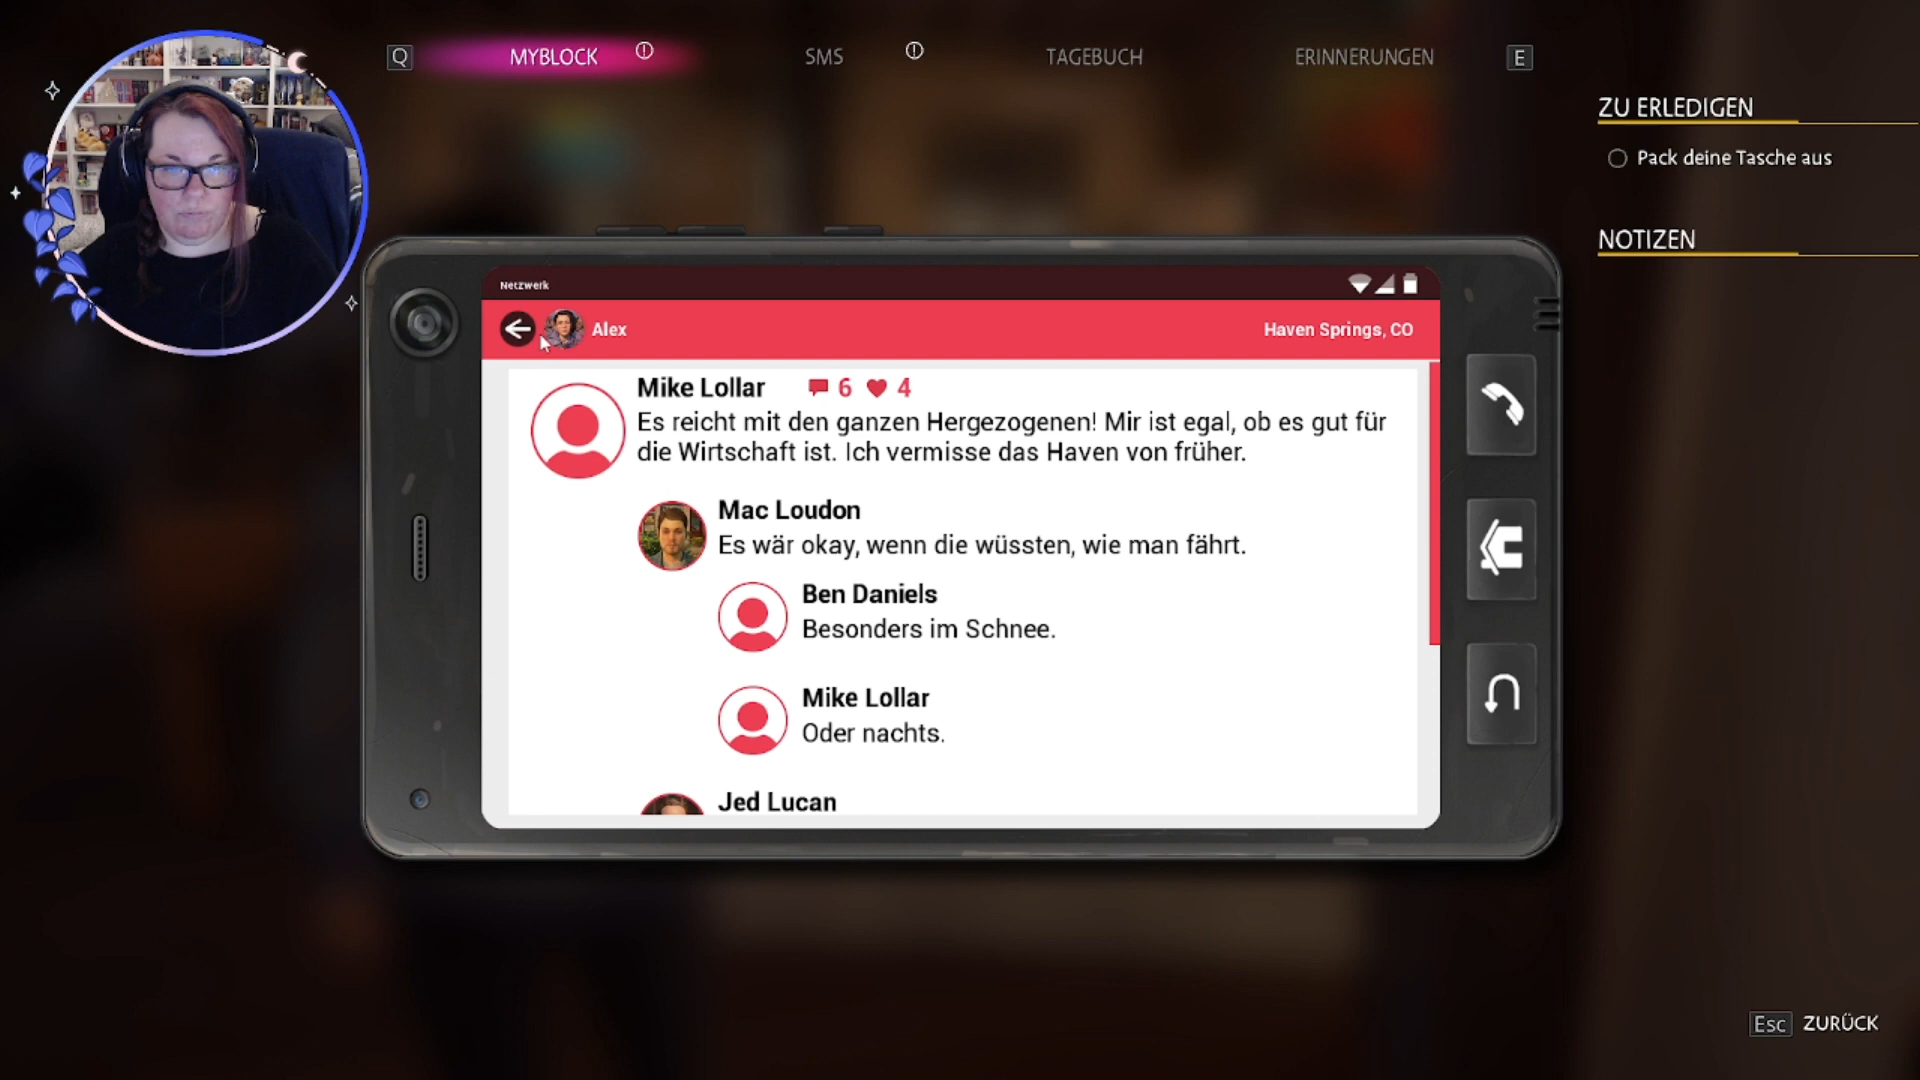 Q
MYBLOCK
SMS
TAGEBUCH
ERINNERUNGEN
E
ZU ERLEDIGEN
Pack deine Tasche aus
NOTIZEN
Netzwerk
Alex
Haven Springs, CO
Mike Lollar 6 4
Es reicht mit den ganzen Hergezogenen! Mir ist egal, ob es gut für
die Wirtschaft ist. Ich vermisse das Haven von früher.
Mac Loudon
Es wär okay, wenn die wüssten, wie man fährt.
Ben Daniels
Besonders im Schnee.
Mike Lollar
Oder nachts.
Jed Lucan
Esc ZURÜCK